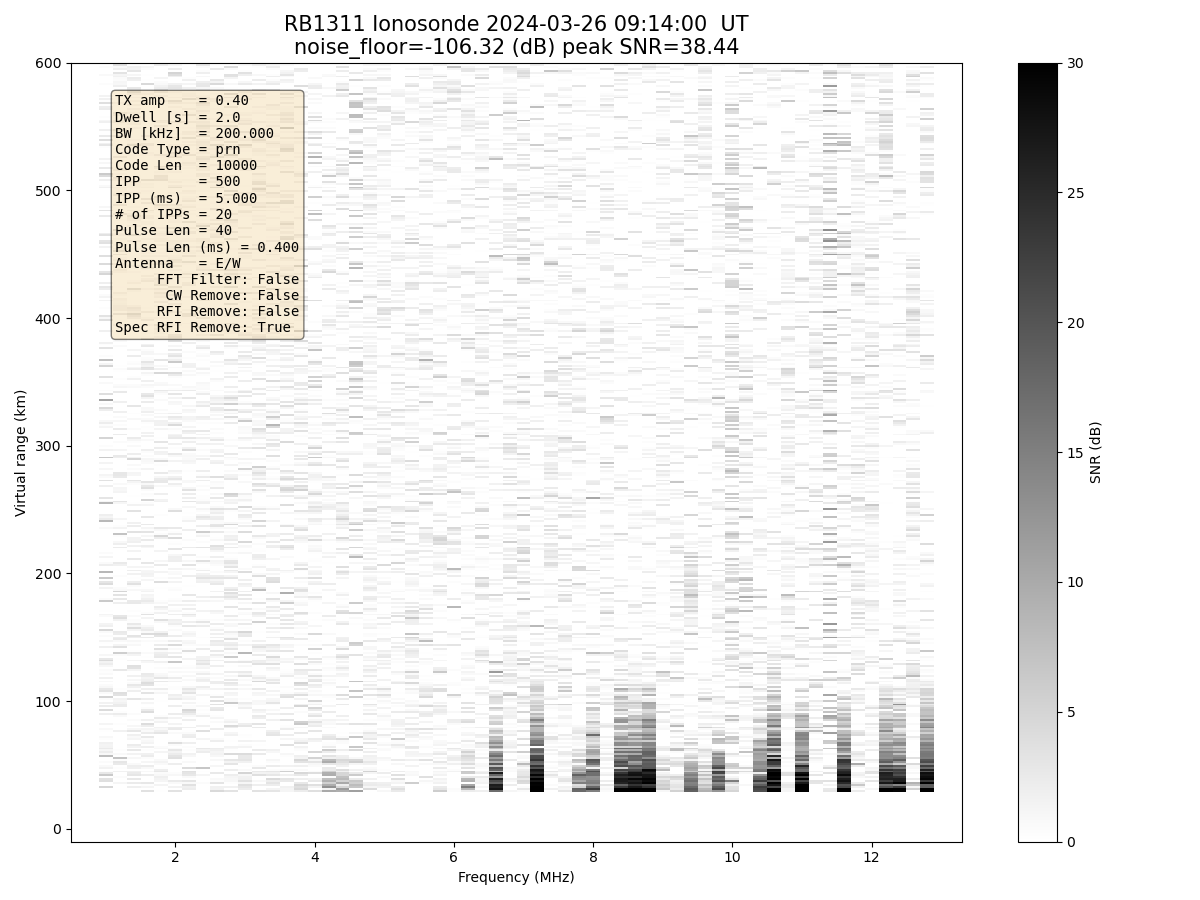 RB1311 Ionosonde 2024-03-26 09:14:00  UT
noise_floor=-106.32 (dB) peak SNR=38.44
TX amp    = 0.40
Dwell [s] = 2.0
BW [kHz]  = 200.000
Code Type = prn
Code Len  = 10000
IPP       = 500
IPP (ms)  = 5.000
# of IPPs = 20
Pulse Len = 40
Pulse Len (ms) = 0.400
Antenna   = E/W
FFT Filter: False
CW Remove: False
RFI Remove: False
Spec RFI Remove: True
Virtual range (km)
600
500
400
300
200
100
0
2
4
6
8
10
12
Frequency (MHz)
30
25
20
15
10
5
0
SNR (dB)